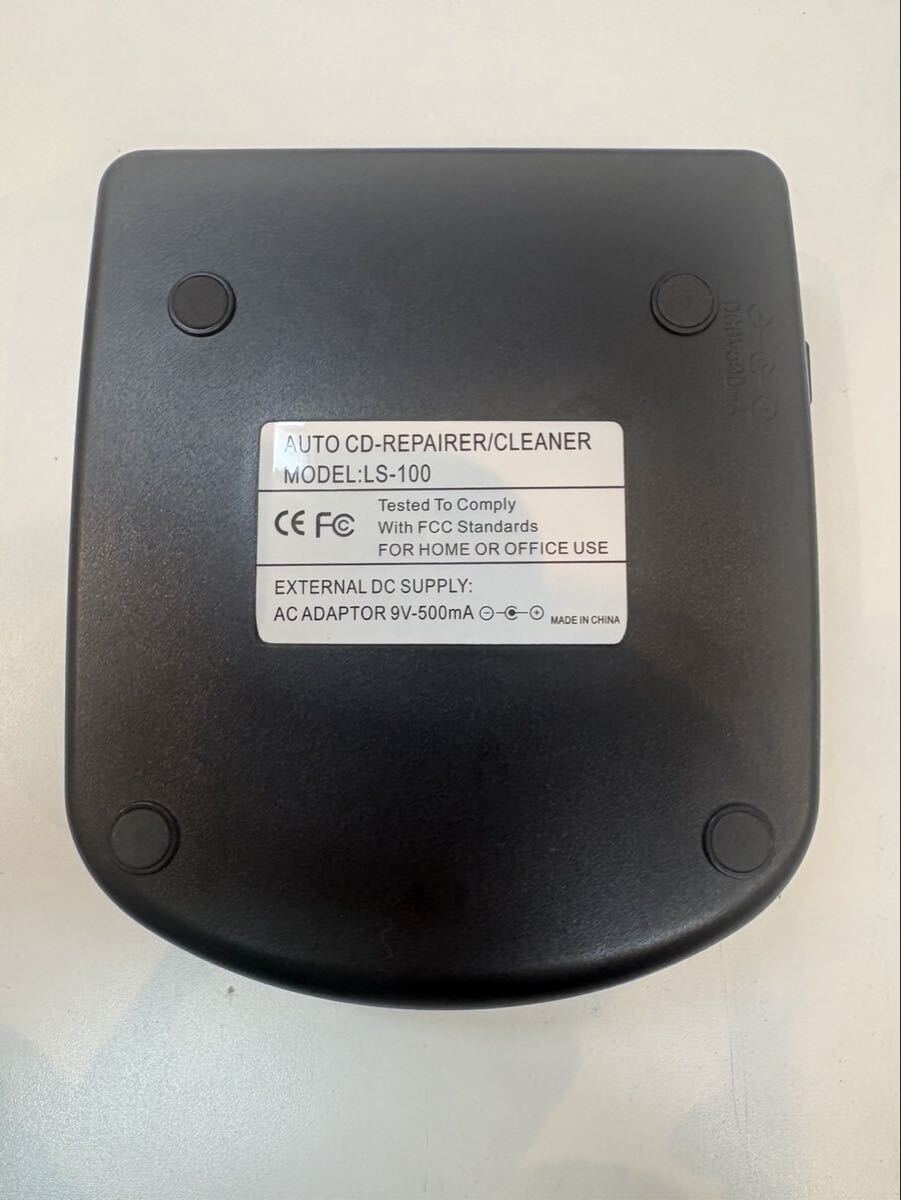 AUTO CD-REPAIRER/CLEANER
MODEL:LS-100
CE FC Tested To Comply
With FCC Standards
FOR HOME OR OFFICE USE
EXTERNAL DC SUPPLY:
AC ADAPTOR 9V-500mA
MADE IN CHINA